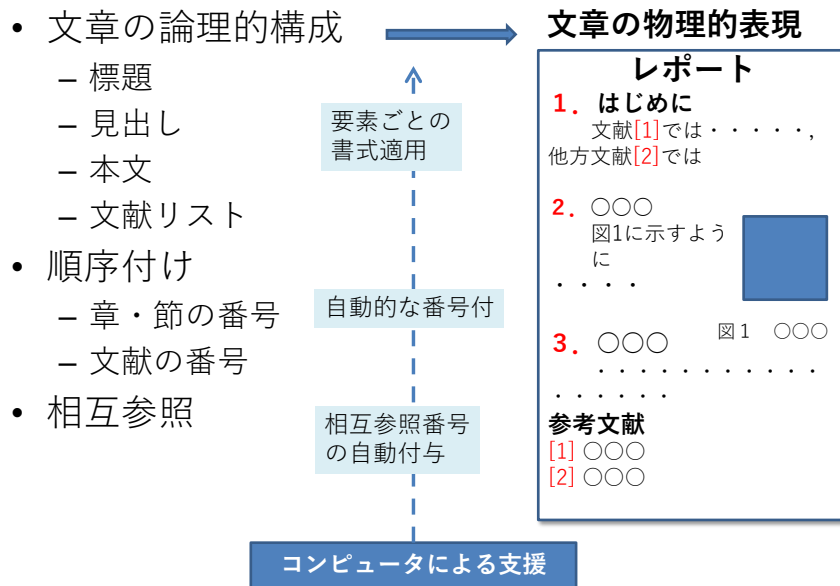 • 文章の論理的構成
– 標題
– 見出し
– 本文
– 文献リスト
• 順序付け
– 章・節の番号
– 文献の番号
• 相互参照
要素ごとの
書式適用
自動的な番号付
相互参照番号
の自動付与
コンピュータによる支援
文章の物理的表現
レポート
1. はじめに
文献[1]では・・・・・,
他方文献[2]では
2. ○○○
図1に示すよう
に
・・・・
図1 ○○○
3. ○○○
・・・・・・・・・・・
・・・・・・
参考文献
[1] ○○○
[2] ○○○